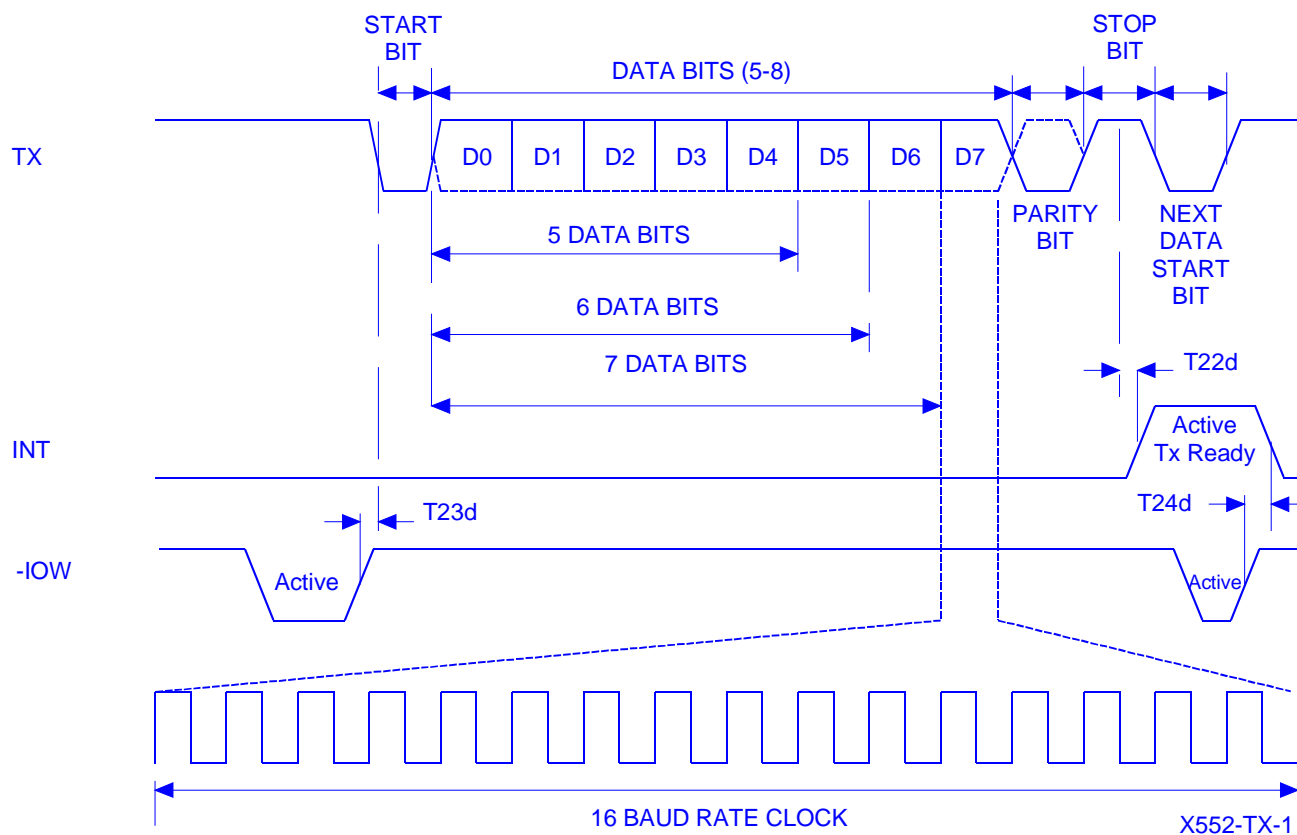 START
BIT
STOP
BIT
DATA BITS (5-8)
TX
D0 D1 D2 D3 D4 D5 D6 D7
PARITY
BIT
NEXT
DATA
START
BIT
5 DATA BITS
6 DATA BITS
7 DATA BITS
T22d
INT
Active
Tx Ready
T23d
T24d
-IOW
Active
Active
16 BAUD RATE CLOCK
X552-TX-1